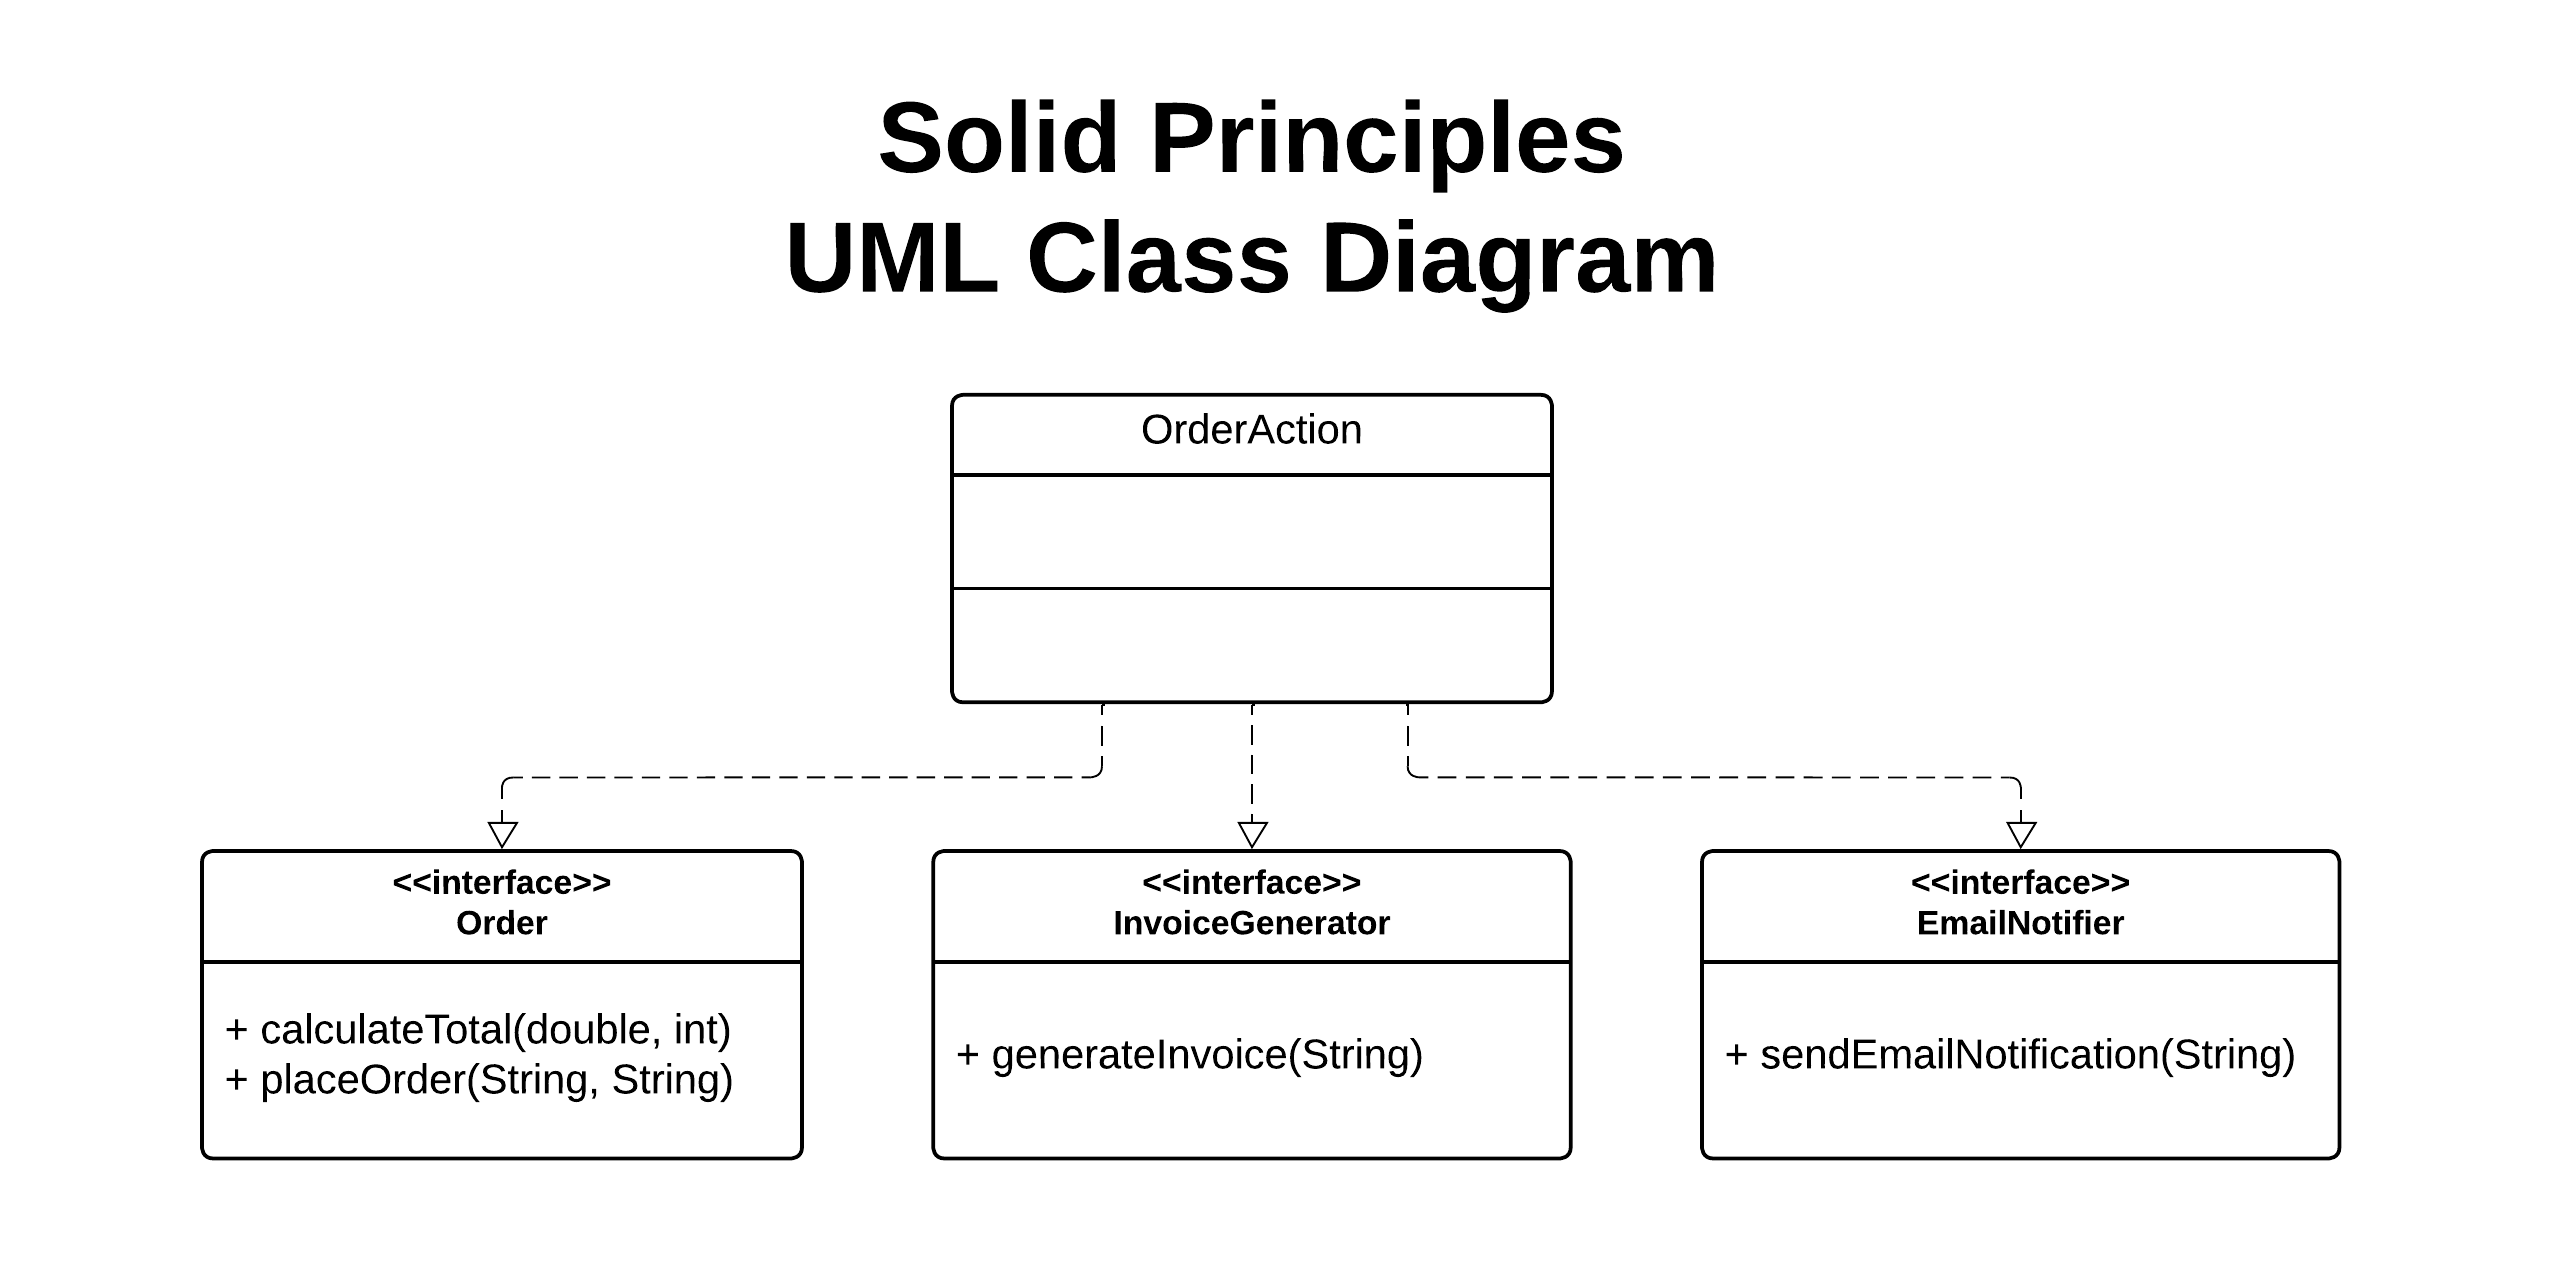 Solid Principles
UML Class Diagram
OrderAction
<<interface>>
Order
+ calculateTotal(double, int)
+ placeOrder(String, String)
<<interface>>
InvoiceGenerator
+ generateInvoice(String)
<<interface>>
EmailNotifier
+ sendEmailNotification(String)